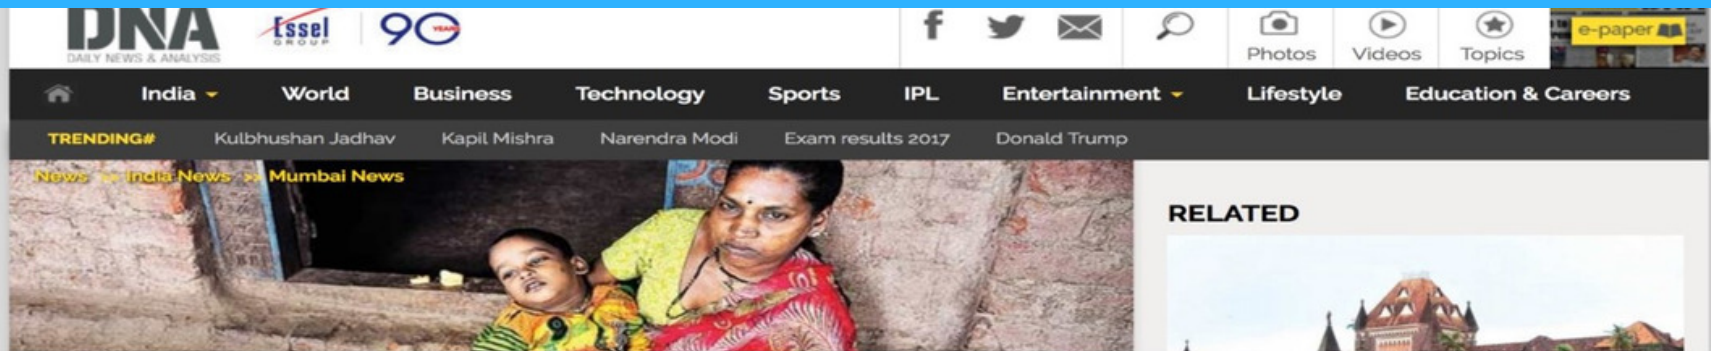 DNA Essel 90 YEARS
GROUP
DAILY NEWS & ANALYSIS
Photos Videos Topics e-paper
India World Business Technology Sports IPL Entertainment Lifestyle Education & Careers
TRENDING# Kulbhushan Jadhav Kapil Mishra Narendra Modi Exam results 2017 Donald Trump
News >> India News >> Mumbai News
RELATED